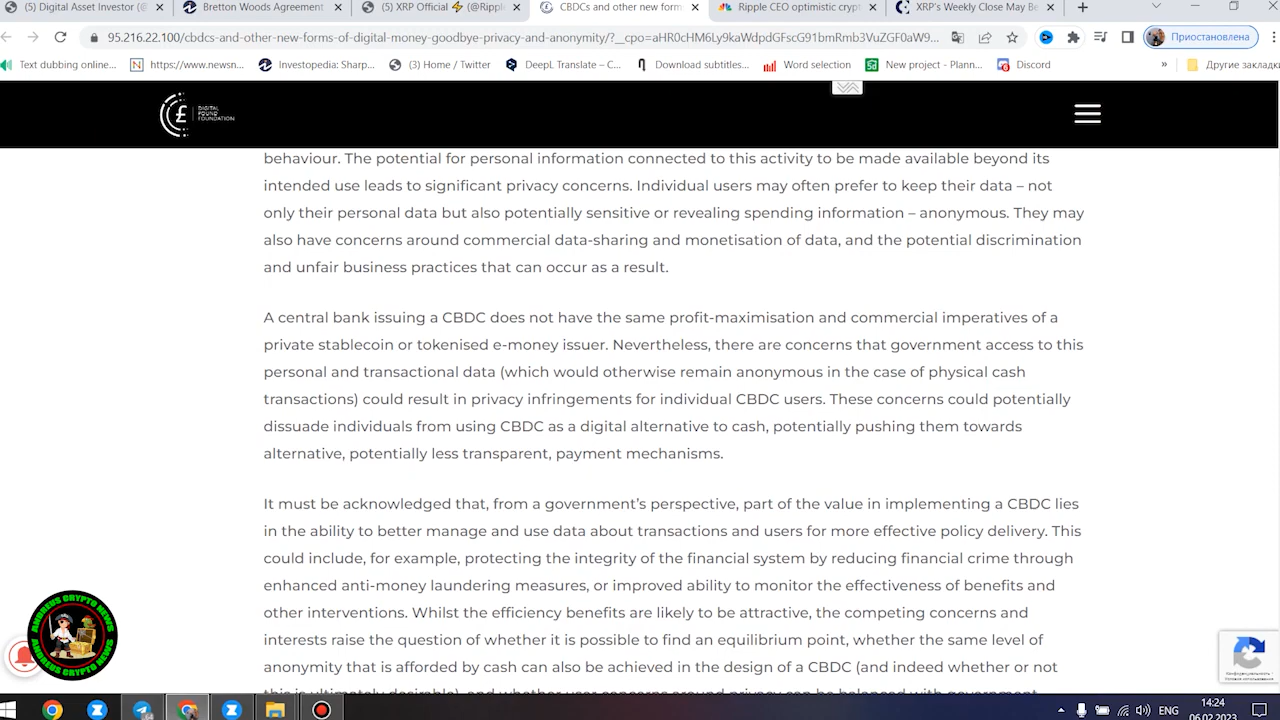 (5) Digital Asset Investor (@
Bretton Woods Agreement
(5) XRP Official ⚡ (@Rippl
CBDCs and other new form
Ripple CEO optimistic crypt
XRP's Weekly Close May Be
95.216.22.100/cbdcs-and-other-new-forms-of-digital-money-goodbye-privacy-and-anonymity/?__cpo=aHR0cHM6Ly9kaWdpdGFscG91bmRmb3VuZGF0aW9...
Приостановлена
Text dubbing online...
https://www.newsn...
Investopedia: Sharp...
(3) Home / Twitter
DeepL Translate – C...
Download subtitles...
Word selection
New project - Plann...
Discord
»
Другие закладки
DIGITAL
POUND
FOUNDATION
behaviour. The potential for personal information connected to this activity to be made available beyond its
intended use leads to significant privacy concerns. Individual users may often prefer to keep their data – not
only their personal data but also potentially sensitive or revealing spending information – anonymous. They may
also have concerns around commercial data-sharing and monetisation of data, and the potential discrimination
and unfair business practices that can occur as a result.
A central bank issuing a CBDC does not have the same profit-maximisation and commercial imperatives of a
private stablecoin or tokenised e-money issuer. Nevertheless, there are concerns that government access to this
personal and transactional data (which would otherwise remain anonymous in the case of physical cash
transactions) could result in privacy infringements for individual CBDC users. These concerns could potentially
dissuade individuals from using CBDC as a digital alternative to cash, potentially pushing them towards
alternative, potentially less transparent, payment mechanisms.
It must be acknowledged that, from a government's perspective, part of the value in implementing a CBDC lies
in the ability to better manage and use data about transactions and users for more effective policy delivery. This
could include, for example, protecting the integrity of the financial system by reducing financial crime through
enhanced anti-money laundering measures, or improved ability to monitor the effectiveness of benefits and
other interventions. Whilst the efficiency benefits are likely to be attractive, the competing concerns and
interests raise the question of whether it is possible to find an equilibrium point, whether the same level of
anonymity that is afforded by cash can also be achieved in the design of a CBDC (and indeed whether or not
ANDREUS CRYPTO NEWS
ANDREUS CRYPTO NEWS
Конфиденциальность -
Условия использования
ENG
14:24
06.02.2023